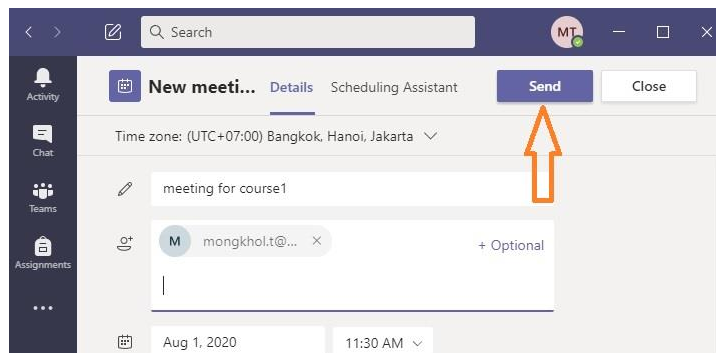 Search
MT
Activity
Chat
Teams
Assignments
New meeti... Details Scheduling Assistant Send Close
Time zone: (UTC+07:00) Bangkok, Hanoi, Jakarta
meeting for course1
M mongkhol.t@... × + Optional
Aug 1, 2020 11:30 AM